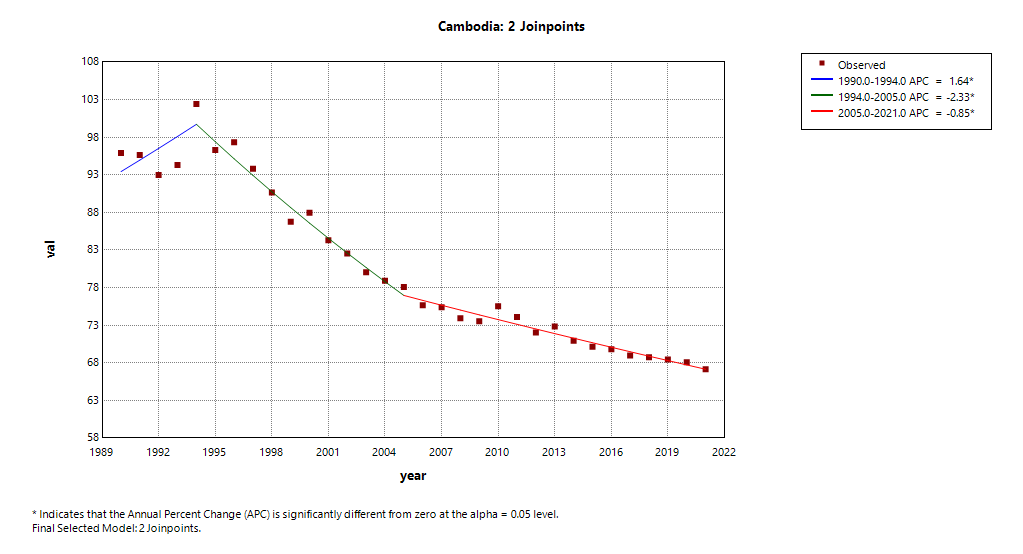 Cambodia: 2 Joinpoints
Observed
1990.0-1994.0 APC = 1.64*
1994.0-2005.0 APC = -2.33*
2005.0-2021.0 APC = -0.85*
108
103
98
93
88
83
78
73
68
63
58
val
1989 1992 1995 1998 2001 2004 2007 2010 2013 2016 2019 2022
year
* Indicates that the Annual Percent Change (APC) is significantly different from zero at the alpha = 0.05 level.
Final Selected Model: 2 Joinpoints.